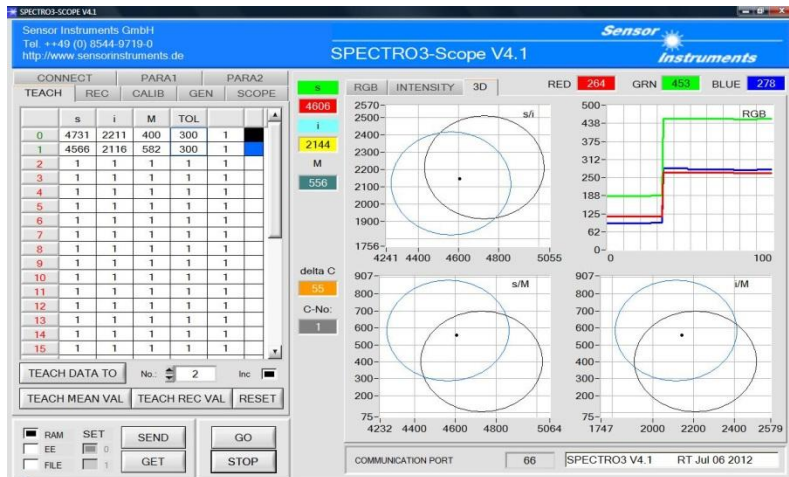 SPECTRO3-SCOPE V4.1
Sensor Instruments GmbH
Tel. ++49 (0) 8544-9719-0
http://www.sensorinstruments.de
SPECTRO3-Scope V4.1
Sensor
Instruments
CONNECT PARA1 PARA2
TEACH REC CALIB GEN SCOPE
s i M TOL
0 4731 2211 400 300 1
1 4566 2116 582 300 1
2 1 1 1 1 1
3 1 1 1 1 1
4 1 1 1 1 1
5 1 1 1 1 1
6 1 1 1 1 1
7 1 1 1 1 1
8 1 1 1 1 1
9 1 1 1 1 1
10 1 1 1 1 1
11 1 1 1 1 1
12 1 1 1 1 1
13 1 1 1 1 1
14 1 1 1 1 1
15 1 1 1 1 1
TEACH DATA TO No.: 2 Inc
TEACH MEAN VAL TEACH REC VAL RESET
RAM SET SEND GO
EE 0
FILE 1 GET STOP
s
4606
i
2144
M
556
delta C
55
C-No:
1
RGB INTENSITY 3D
RED 264 GRN 453 BLUE 278
s/i
2570
2500
2400
2300
2200
2100
2000
1900
1756
4241 4400 4600 4800 5055
RGB
500
438
375
312
250
188
125
62
0
0 100
s/M
907
800
700
600
500
400
300
200
75
4232 4400 4600 4800 5064
i/M
907
800
700
600
500
400
300
200
75
1747 2000 2200 2400 2579
COMMUNICATION PORT 66 SPECTRO3 V4.1 RT Jul 06 2012